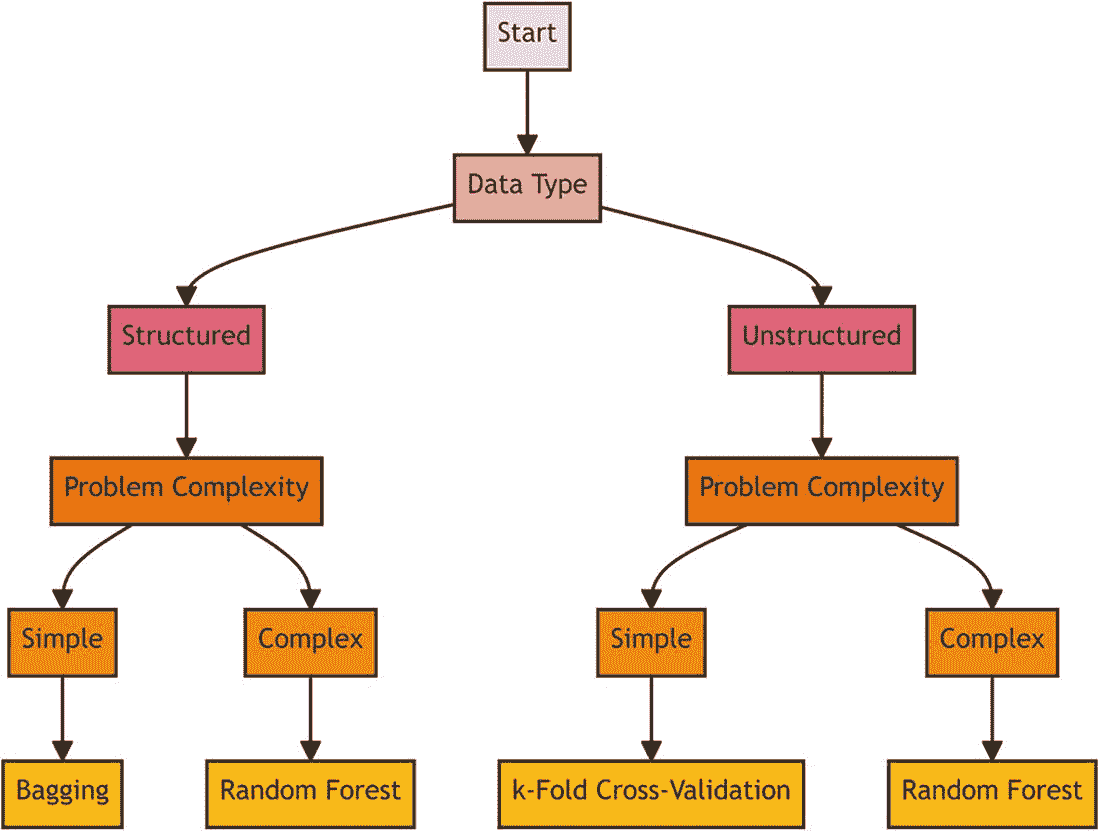 Start
Data Type
Structured
Unstructured
Problem Complexity
Problem Complexity
Simple
Complex
Simple
Complex
Bagging
Random Forest
k-Fold Cross-Validation
Random Forest